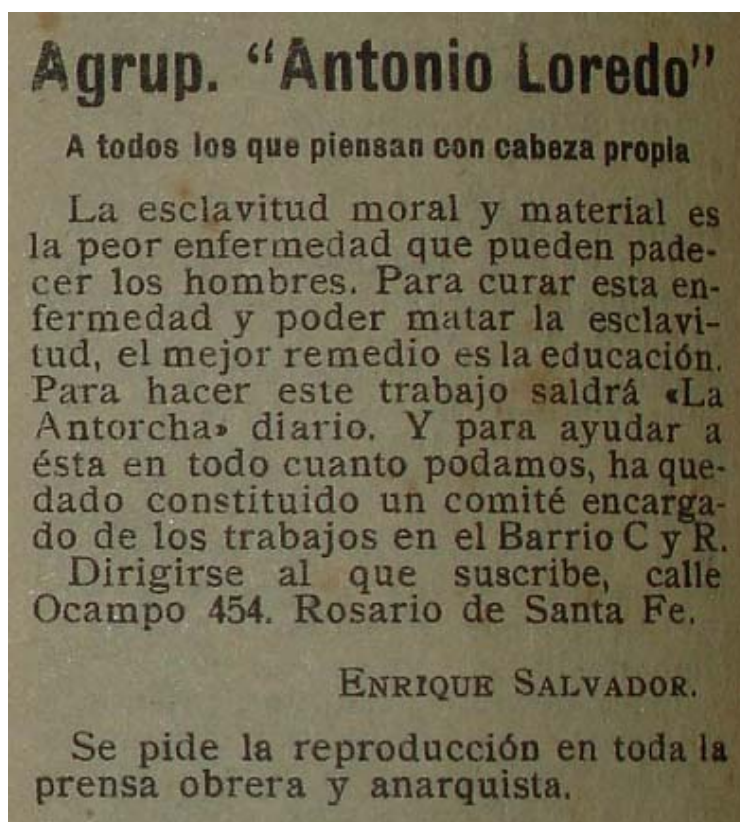 Agrup. “Antonio Loredo”
A todos los que piensan con cabeza propia
La esclavitud moral y material es
la peor enfermedad que pueden pade-
cer los hombres. Para curar esta en-
fermedad y poder matar la esclavi-
tud, el mejor remedio es la educación.
Para hacer este trabajo saldrá «La
Antorcha» diario. Y para ayudar a
ésta en todo cuanto podamos, ha que-
dado constituido un comité encarga-
do de los trabajos en el Barrio C y R.
Dirigirse al que suscribe, calle
Ocampo 454. Rosario de Santa Fe.
ENRIQUE SALVADOR.
Se pide la reproducción en toda la
prensa obrera y anarquista.